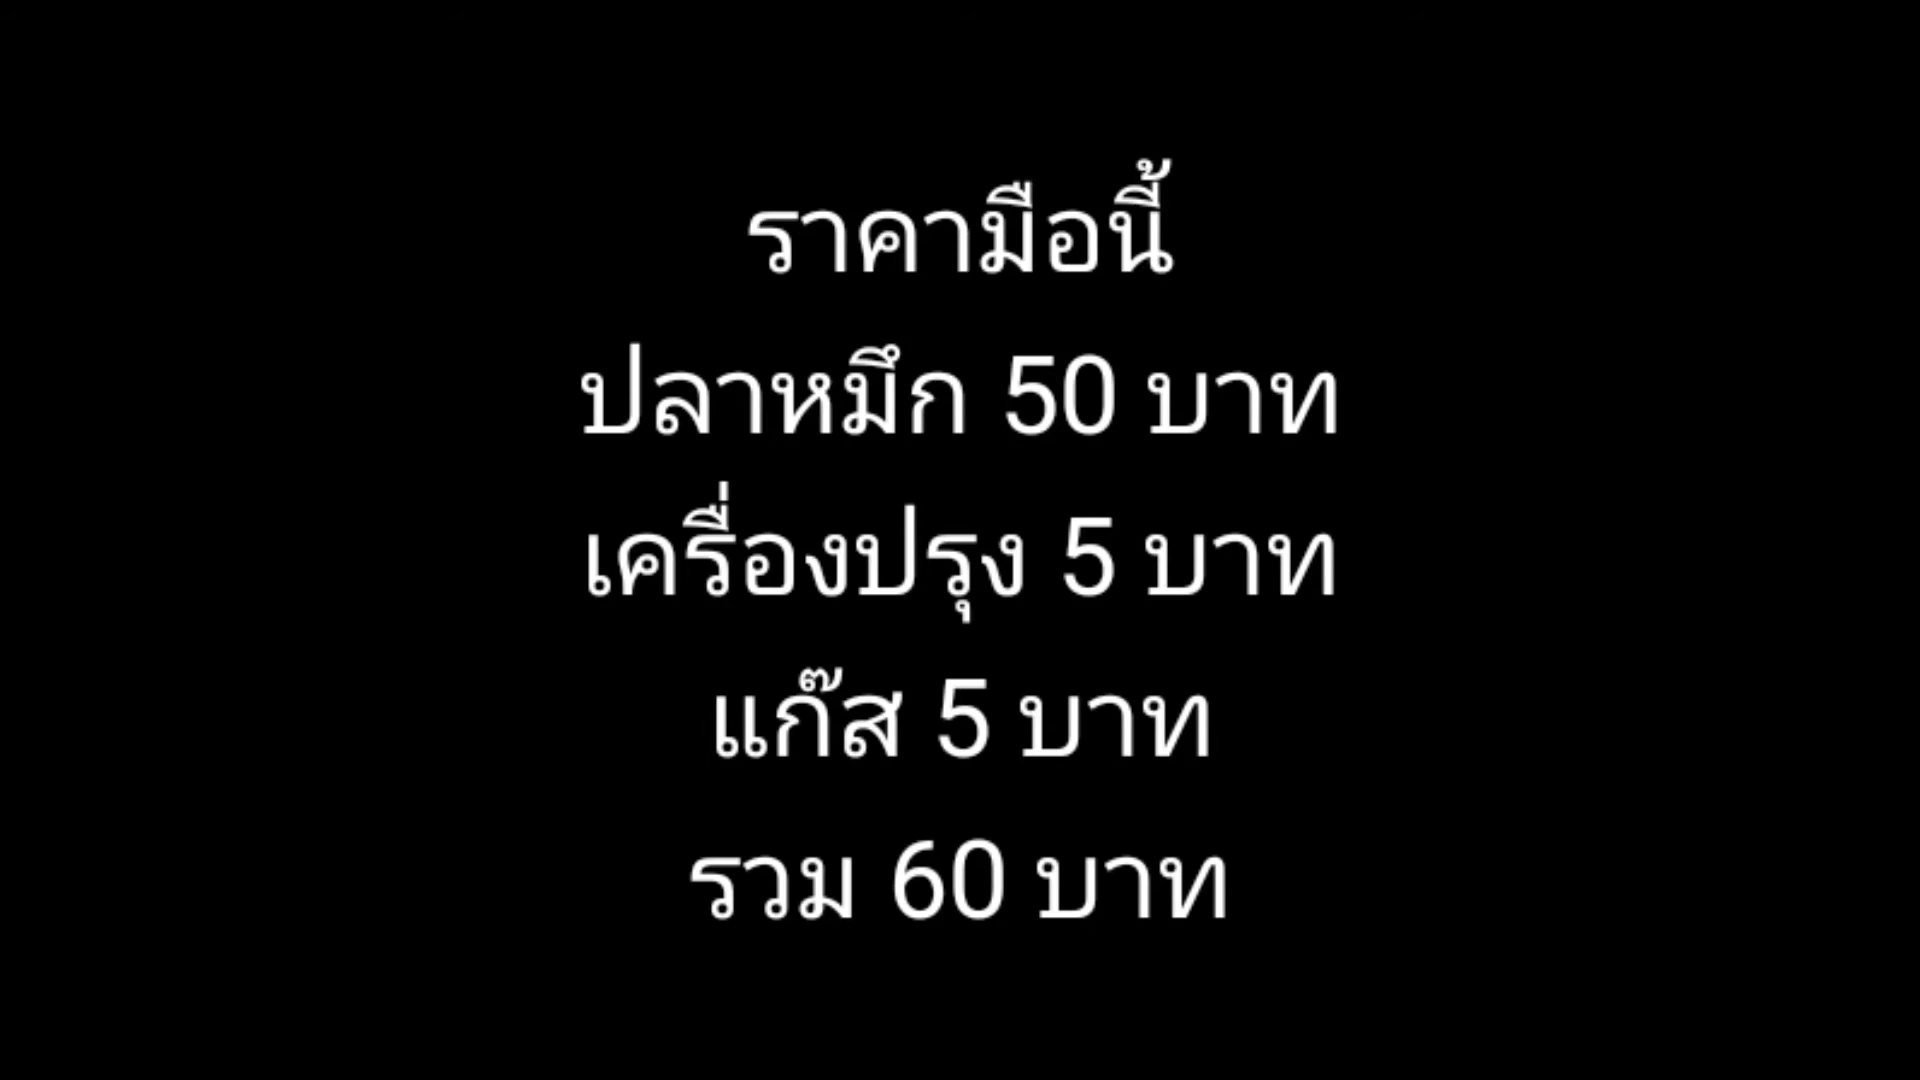 ราคามือนี้
ปลาหมึก 50 บาท
เครื่องปรุง 5 บาท
แก๊ส 5 บาท
รวม 60 บาท